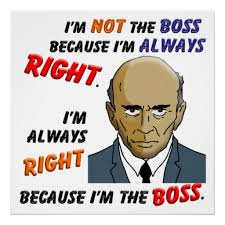 I'M NOT THE BOSS
BECAUSE I'M ALWAYS
RIGHT.
I'M
ALWAYS
RIGHT
BECAUSE I'M THE BOSS.